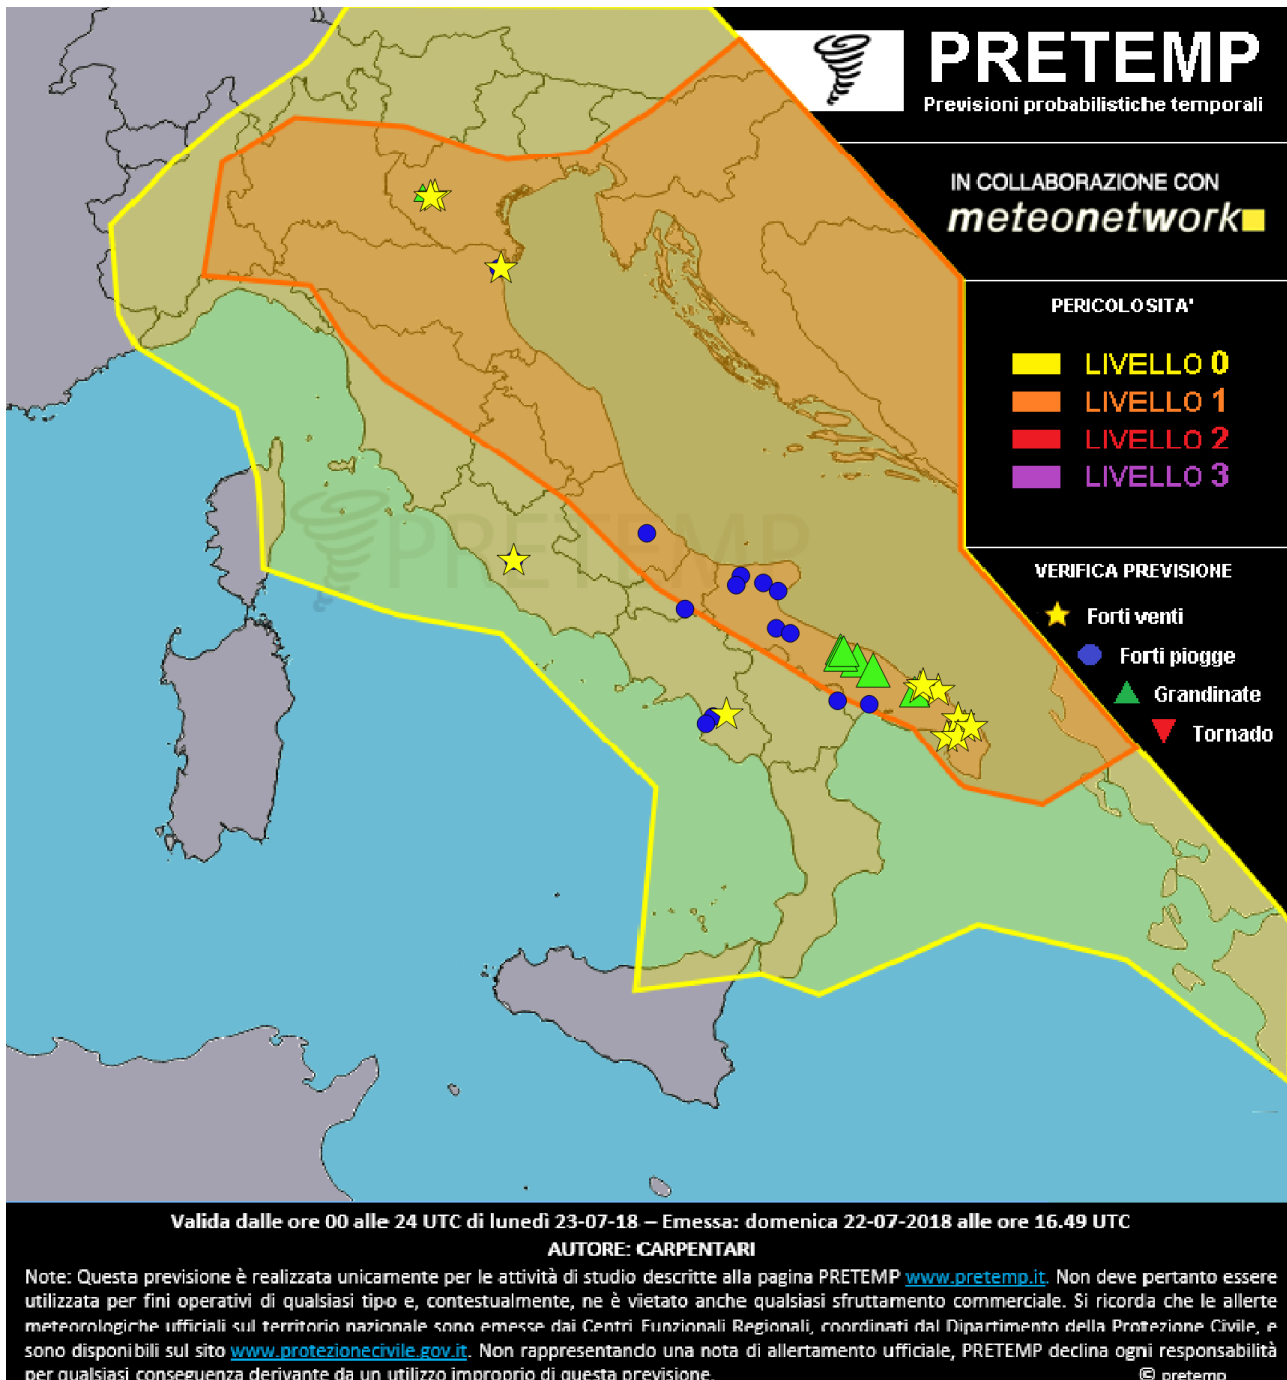 PRETEMP
Previsioni probabilistiche temporali
IN COLLABORAZIONE CON
meteonetwork
PERICOLOSITA'
LIVELLO 0
LIVELLO 1
LIVELLO 2
LIVELLO 3
PRETEMP
VERIFICA PREVISIONE
Forti venti
Forti piogge
Grandinate
Tornado
Valida dalle ore 00 alle 24 UTC di lunedì 23-07-18 – Emessa: domenica 22-07-2018 alle ore 16.49 UTC
AUTORE: CARPENTARI
Note: Questa previsione è realizzata unicamente per le attività di studio descritte alla pagina PRETEMP www.pretemp.it. Non deve pertanto essere
utilizzata per fini operativi di qualsiasi tipo e, contestualmente, ne è vietato anche qualsiasi sfruttamento commerciale. Si ricorda che le allerte
meteorologiche ufficiali sul territorio nazionale sono emesse dai Centri Funzionali Regionali, coordinati dal Dipartimento della Protezione Civile, e
sono disponibili sul sito www.protezionecivile.gov.it. Non rappresentando una nota di allertamento ufficiale, PRETEMP declina ogni responsabilità
per qualsiasi conseguenza derivante da un utilizzo improprio di questa previsione.
© pretemp